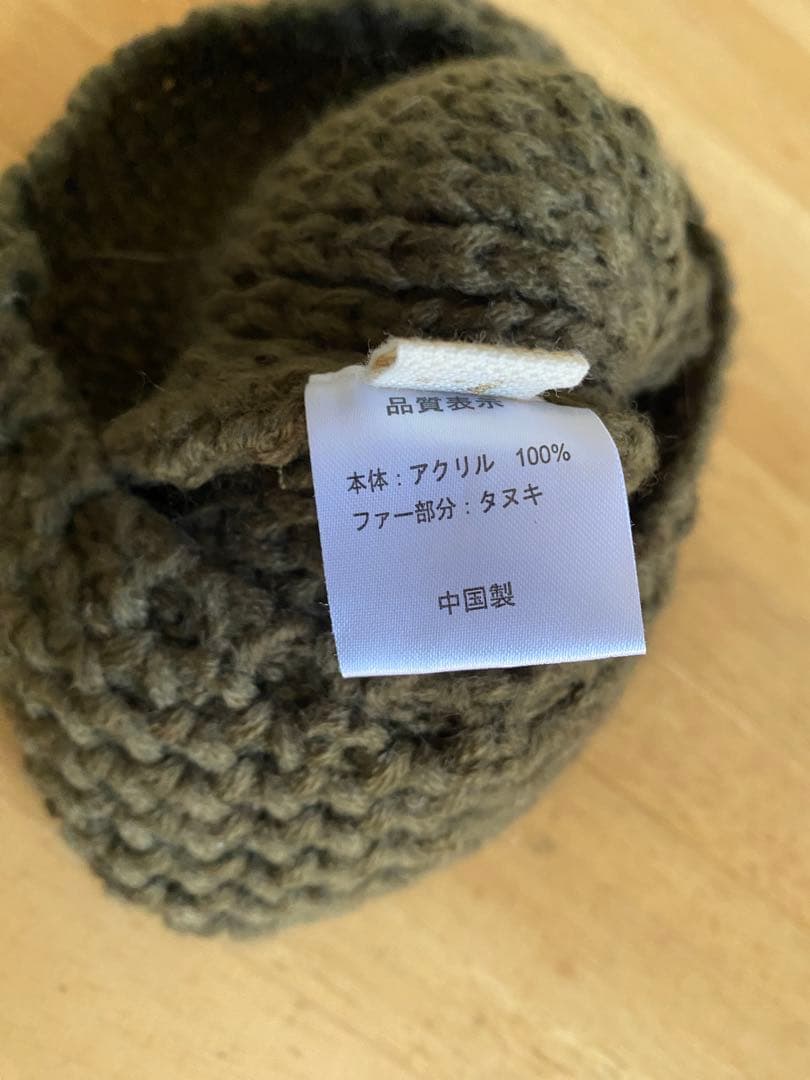 品質表示
本体：アクリル 100%
ファー部分：タヌキ
中国製